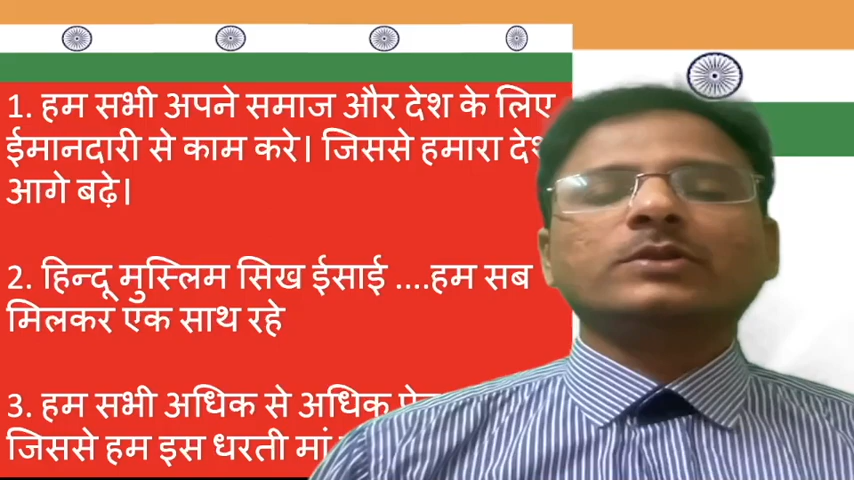 1. हम सभी अपने समाज और देश के लिए
ईमानदारी से काम करे। जिससे हमारा
आगे बढ़े।
2. हिन्दू मुस्लिम सिख ईसाई ....हम सब
मिलकर एक साथ रहे
3. हम सभी अधिक से अधिक
जिससे हम इस धरती मां